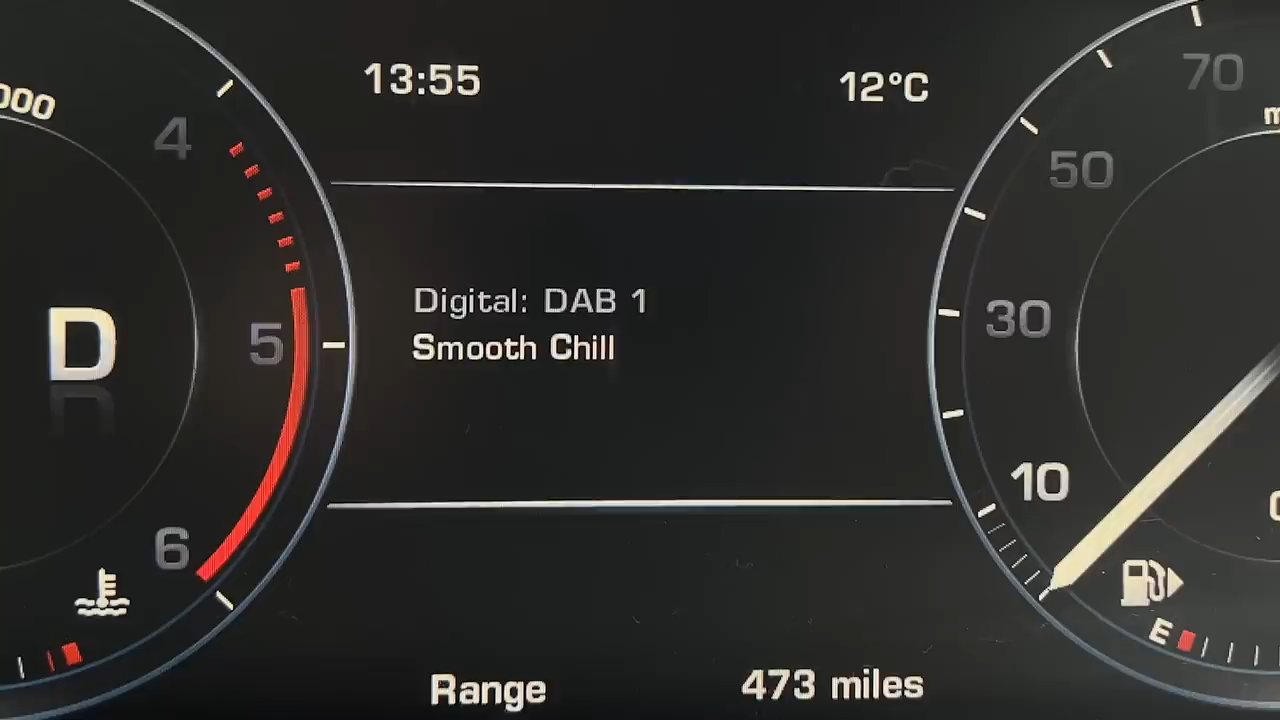 13:55
12°C
000
4
70
50
Digital: DAB 1
Smooth Chill
D
5
30
10
6
E
Range
473 miles